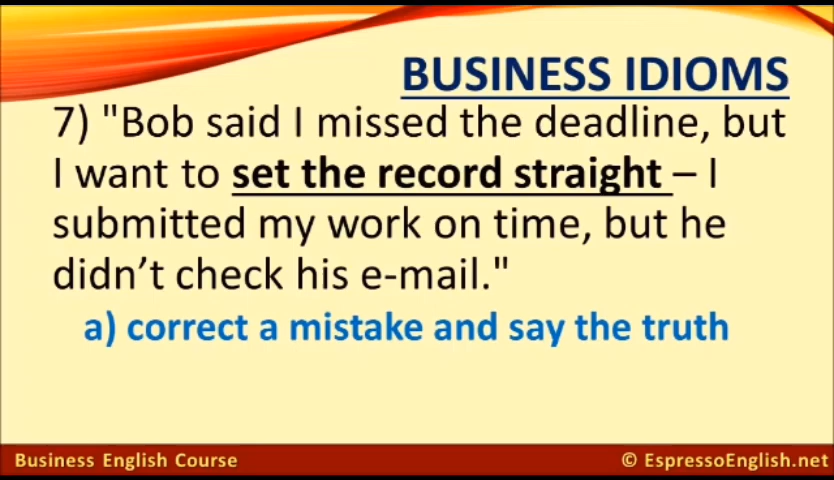 BUSINESS IDIOMS
7) "Bob said I missed the deadline, but
I want to set the record straight – I
submitted my work on time, but he
didn’t check his e-mail."
a) correct a mistake and say the truth
Business English Course
© EspressoEnglish.net